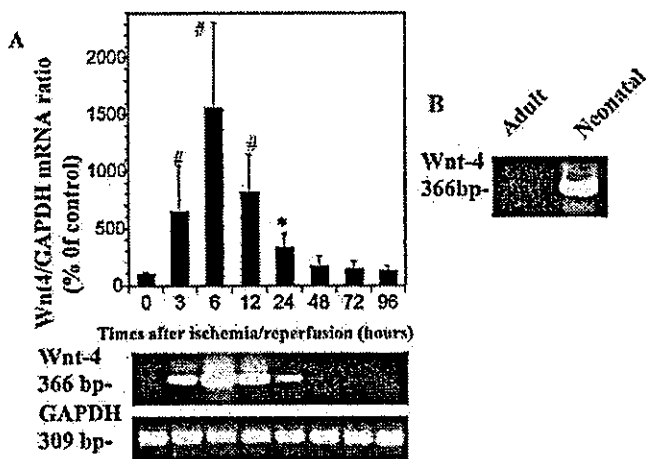 A
Wnt4/GAPDH mRNA ratio
(% 0f control)
2000
1500
1000
500
0
#
#
#
*
0 3 6 12 24 48 72 96
Times after ischemia/reperfusion (hours)
Wnt-4
366 bp-
GAPDH
309 bp-
B
Adult
Neonatal
Wnt-4
366bp-